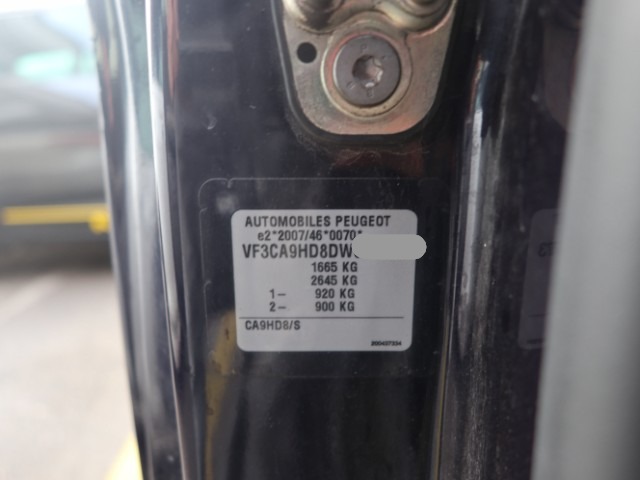 AUTOMOBILES PEUGEOT
e2*2007/46*0070*
VF3CA9HD8DW
1665 KG
2645 KG
1– 920 KG
2– 900 KG
CA9HD8/S